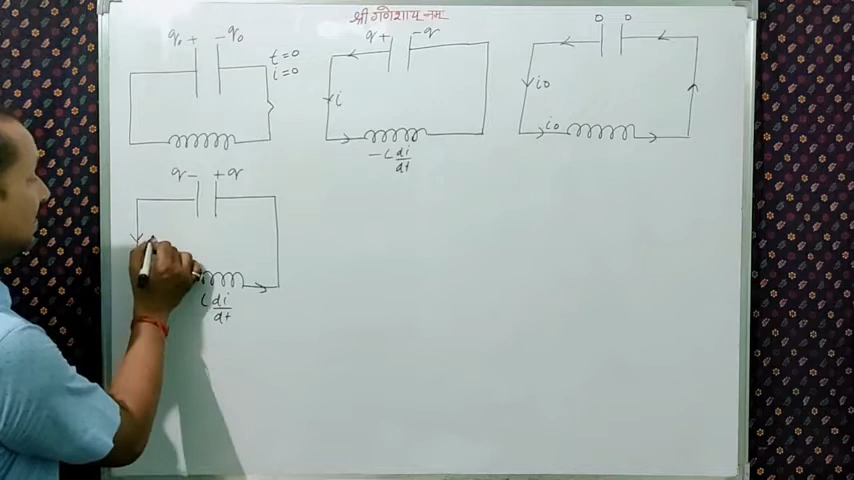 श्री गणेशाय नमः
q₀ + - q₀
t = 0
i = 0
q + - q
i
- L di/dt
0 0
i₀
i₀
q - + q
L di/dt